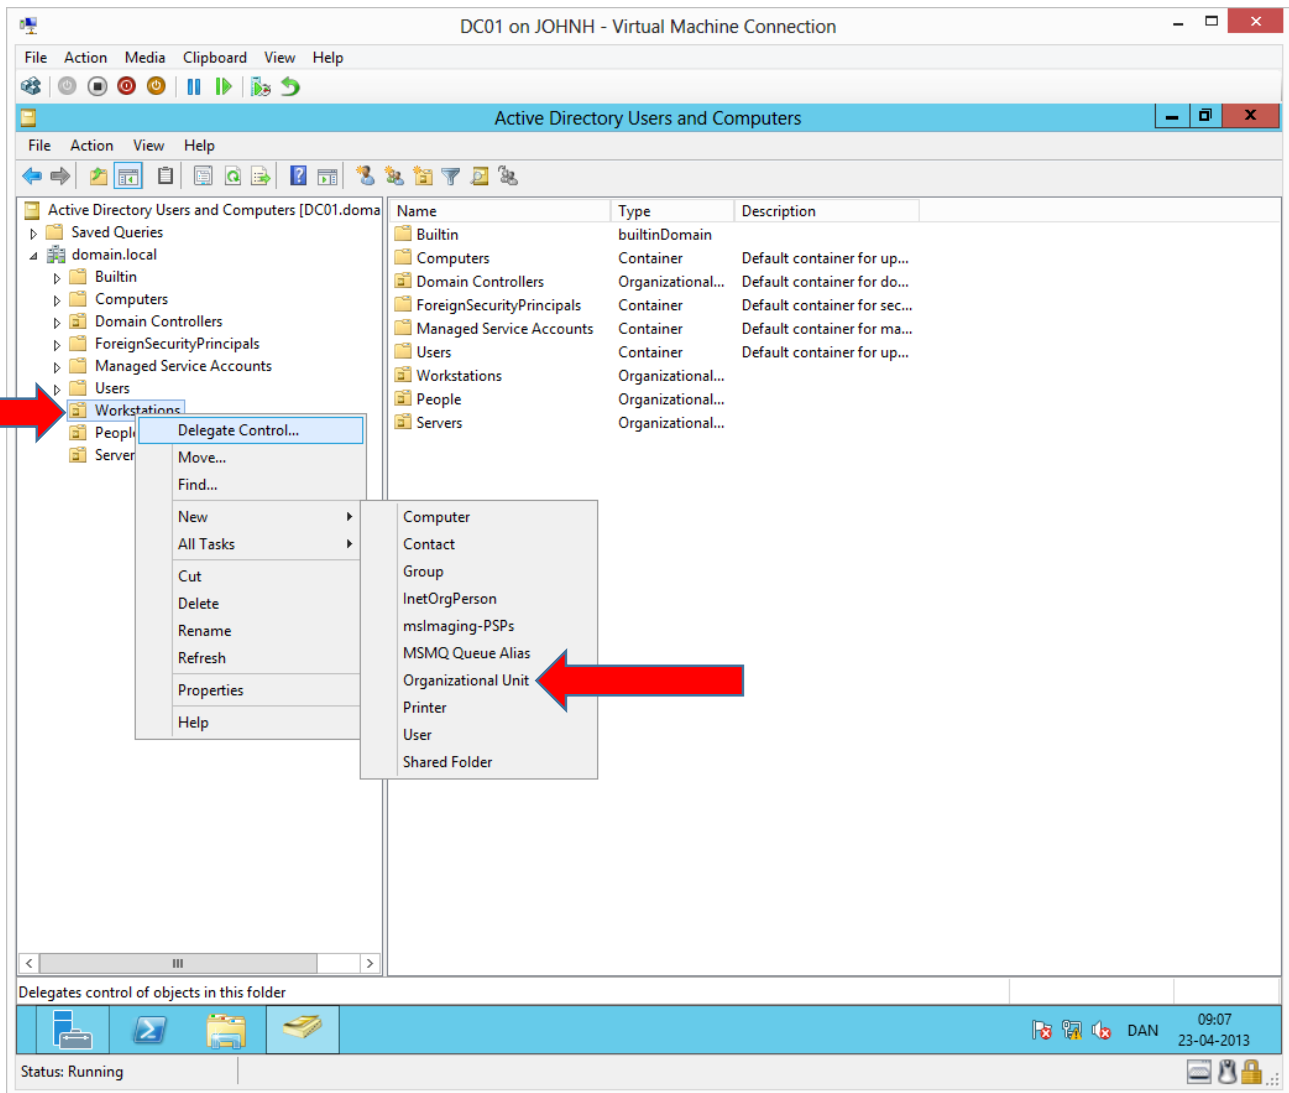 DC01 on JOHNH - Virtual Machine Connection
File Action Media Clipboard View Help
Active Directory Users and Computers
File Action View Help
Active Directory Users and Computers [DC01.doma
Saved Queries
domain.local
Builtin
Computers
Domain Controllers
ForeignSecurityPrincipals
Managed Service Accounts
Users
Workstations
People
Server
Name Type Description
Builtin builtinDomain
Computers Container Default container for up...
Domain Controllers Organizational... Default container for do...
ForeignSecurityPrincipals Container Default container for sec...
Managed Service Accounts Container Default container for ma...
Users Container Default container for up...
Workstations Organizational...
People Organizational...
Servers Organizational...
Delegate Control...
Move...
Find...
New
All Tasks
Cut
Delete
Rename
Refresh
Properties
Help
Computer
Contact
Group
InetOrgPerson
msImaging-PSPs
MSMQ Queue Alias
Organizational Unit
Printer
User
Shared Folder
Delegates control of objects in this folder
DAN
09:07
23-04-2013
Status: Running